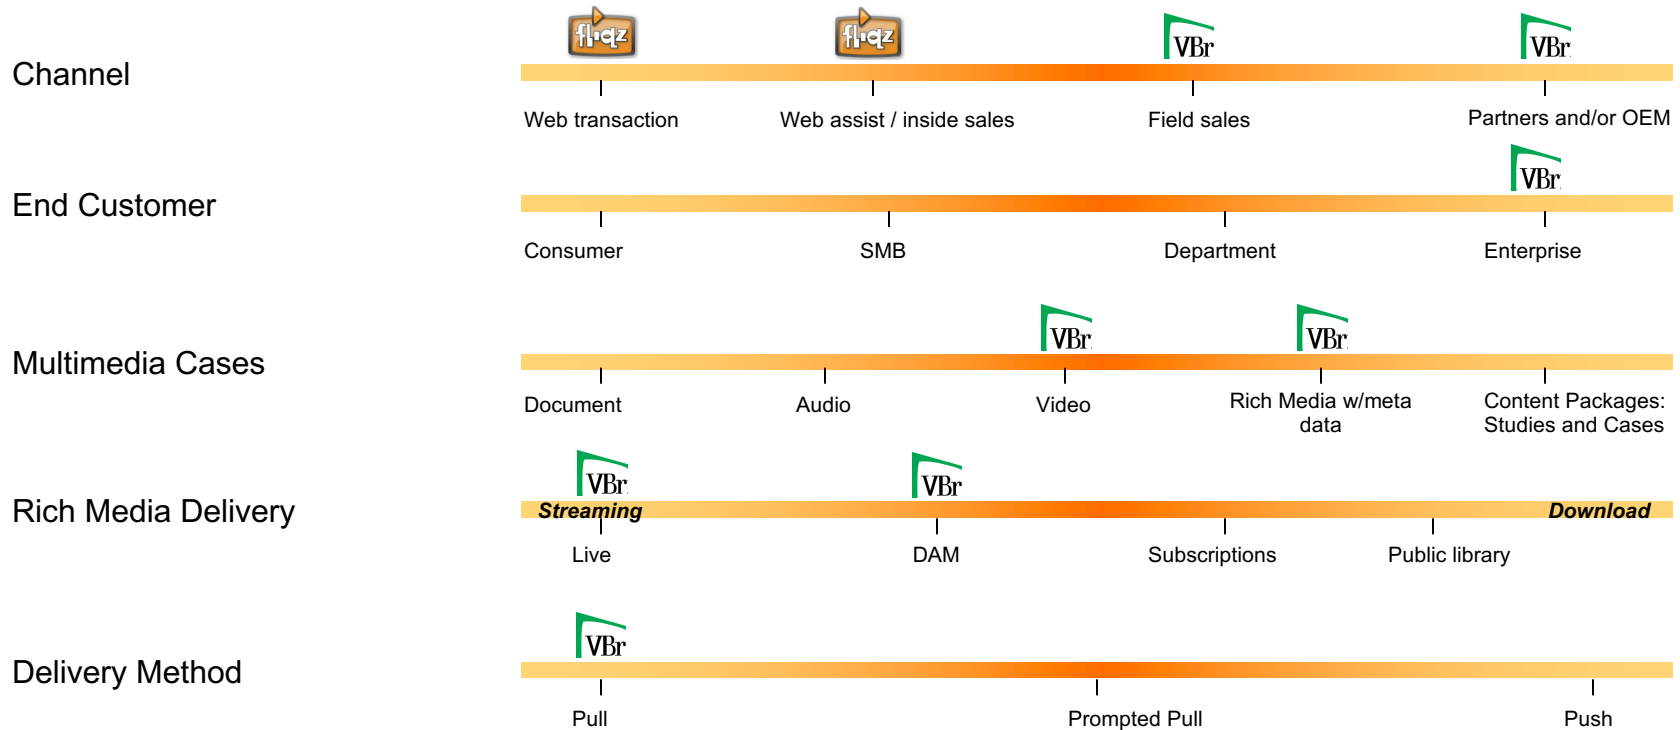 fliqz fliqz VBr VBr
Channel
Web transaction Web assist / inside sales Field sales Partners and/or OEM
VBr
End Customer
Consumer SMB Department Enterprise
VBr VBr
Multimedia Cases
Document Audio Video Rich Media w/meta data Content Packages: Studies and Cases
VBr VBr
Rich Media Delivery
Streaming Download
Live DAM Subscriptions Public library
VBr
Delivery Method
Pull Prompted Pull Push